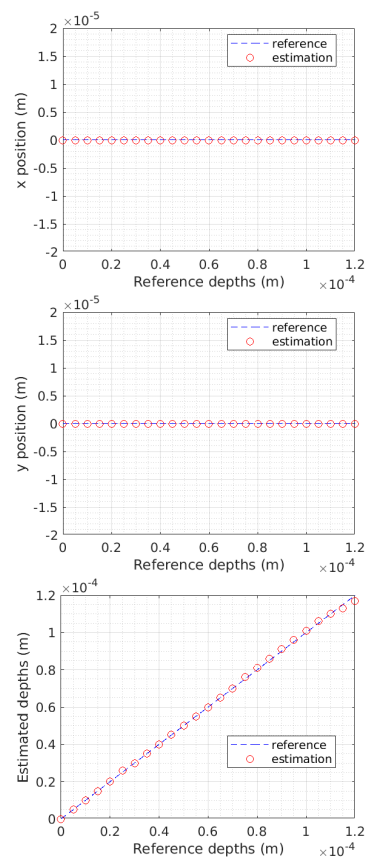 ×10⁻⁵
2
1.5
1
0.5
0
-0.5
-1
-1.5
-2
x position (m)
reference
estimation
0 0.2 0.4 0.6 0.8 1 1.2
Reference depths (m) ×10⁻⁴
×10⁻⁵
2
1.5
1
0.5
0
-0.5
-1
-1.5
-2
y position (m)
reference
estimation
0 0.2 0.4 0.6 0.8 1 1.2
Reference depths (m) ×10⁻⁴
×10⁻⁴
1.2
1
0.8
0.6
0.4
0.2
0
Estimated depths (m)
reference
estimation
0 0.2 0.4 0.6 0.8 1 1.2
Reference depths (m) ×10⁻⁴